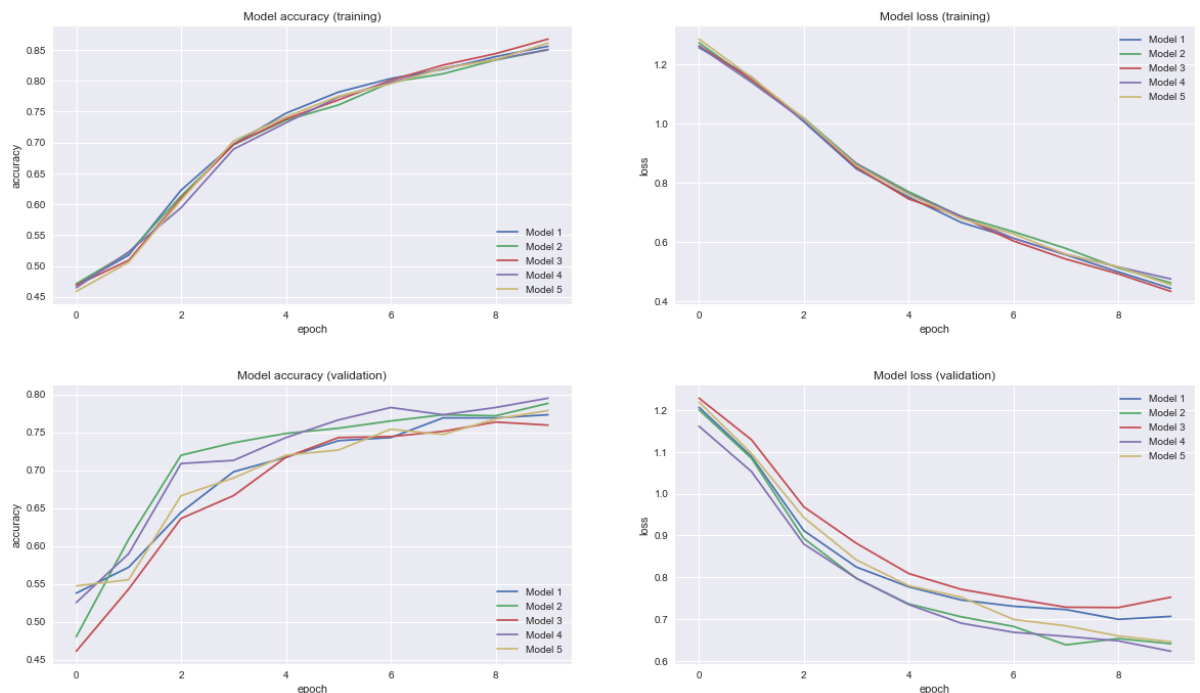 Model accuracy (training)
accuracy
0.85
0.80
0.75
0.70
0.65
0.60
0.55
0.50
0.45
0
2
4
6
8
epoch
Model 1
Model 2
Model 3
Model 4
Model 5
Model loss (training)
loss
1.2
1.0
0.8
0.6
0.4
0
2
4
6
8
epoch
Model 1
Model 2
Model 3
Model 4
Model 5
Model accuracy (validation)
accuracy
0.80
0.75
0.70
0.65
0.60
0.55
0.50
0.45
0
2
4
6
8
epoch
Model 1
Model 2
Model 3
Model 4
Model 5
Model loss (validation)
loss
1.2
1.1
1.0
0.9
0.8
0.7
0.6
0
2
4
6
8
epoch
Model 1
Model 2
Model 3
Model 4
Model 5